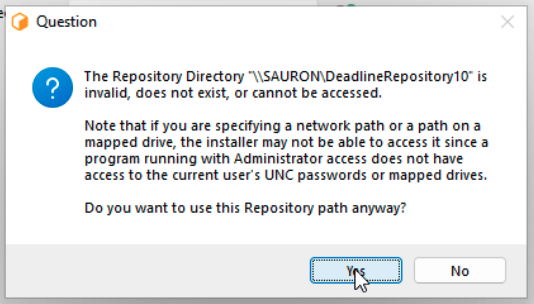 Question
The Repository Directory "\\SAURON\DeadlineRepository10" is
invalid, does not exist, or cannot be accessed.
Note that if you are specifying a network path or a path on a
mapped drive, the installer may not be able to access it since a
program running with Administrator access does not have
access to the current user's UNC passwords or mapped drives.
Do you want to use this Repository path anyway?
Yes
No